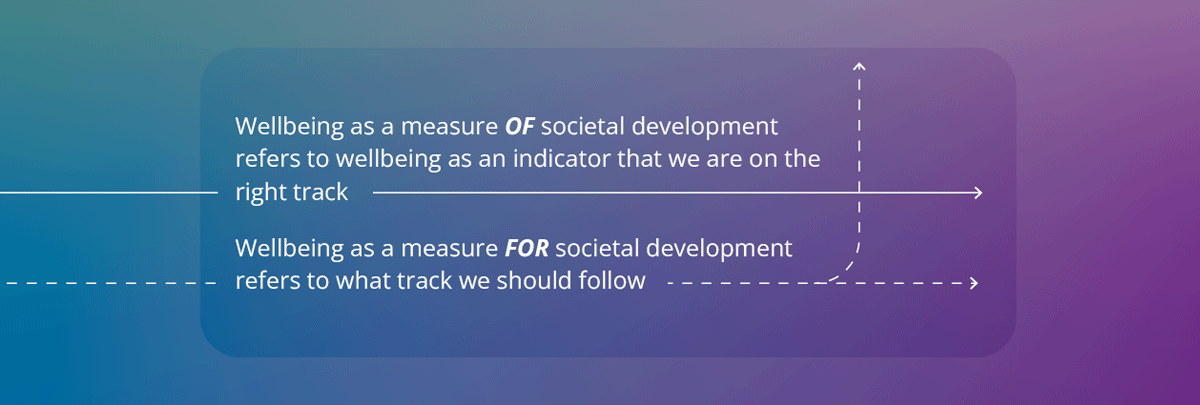 Wellbeing as a measure OF societal development
refers to wellbeing as an indicator that we are on the
right track
Wellbeing as a measure FOR societal development
refers to what track we should follow